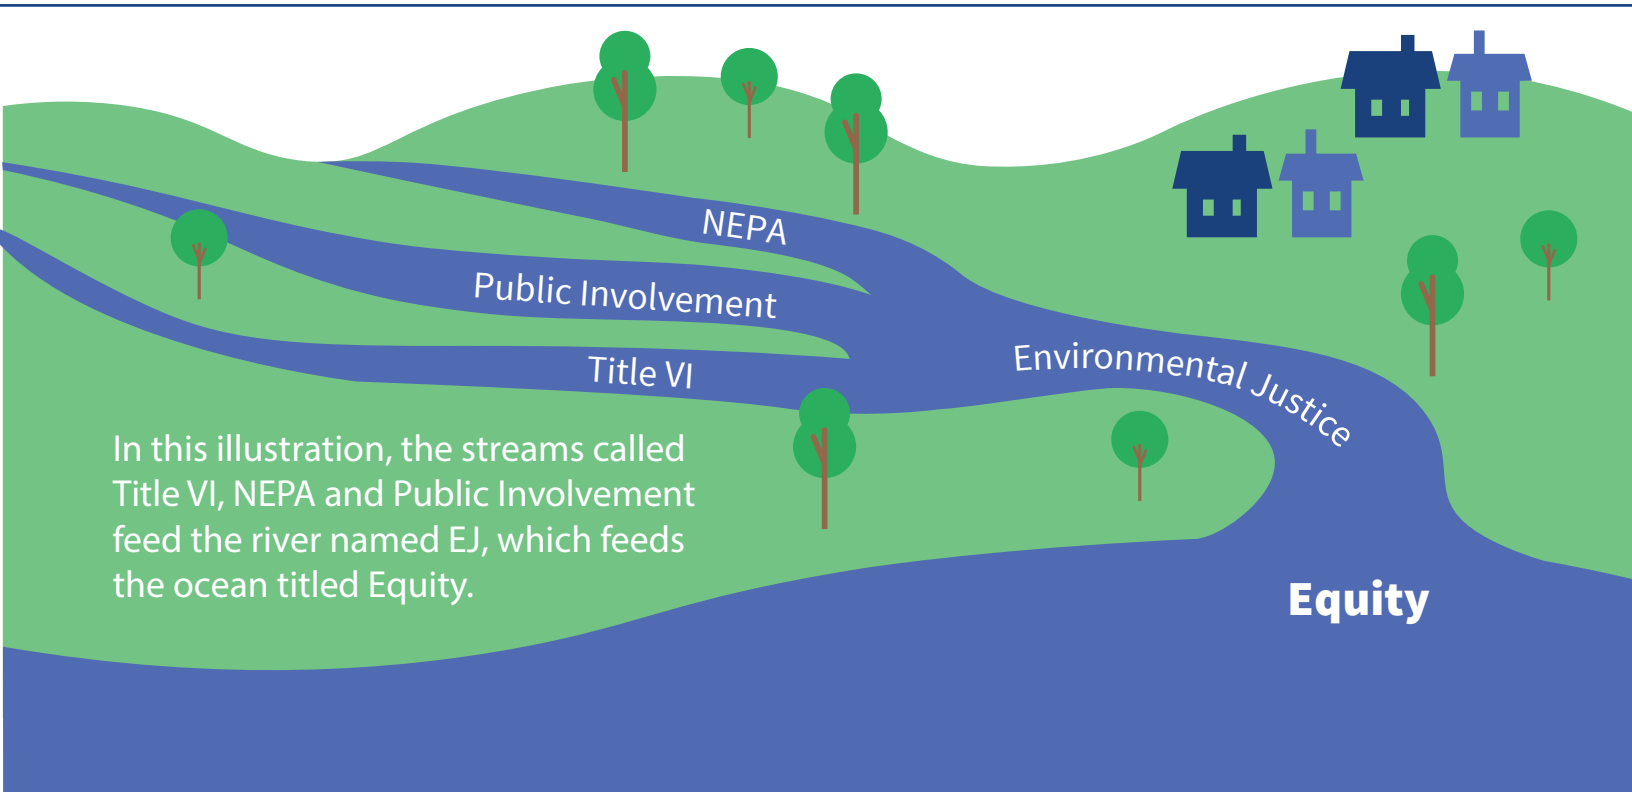 NEPA
Public Involvement
Title VI
Environmental Justice
In this illustration, the streams called
Title VI, NEPA and Public Involvement
feed the river named EJ, which feeds
the ocean titled Equity.
Equity